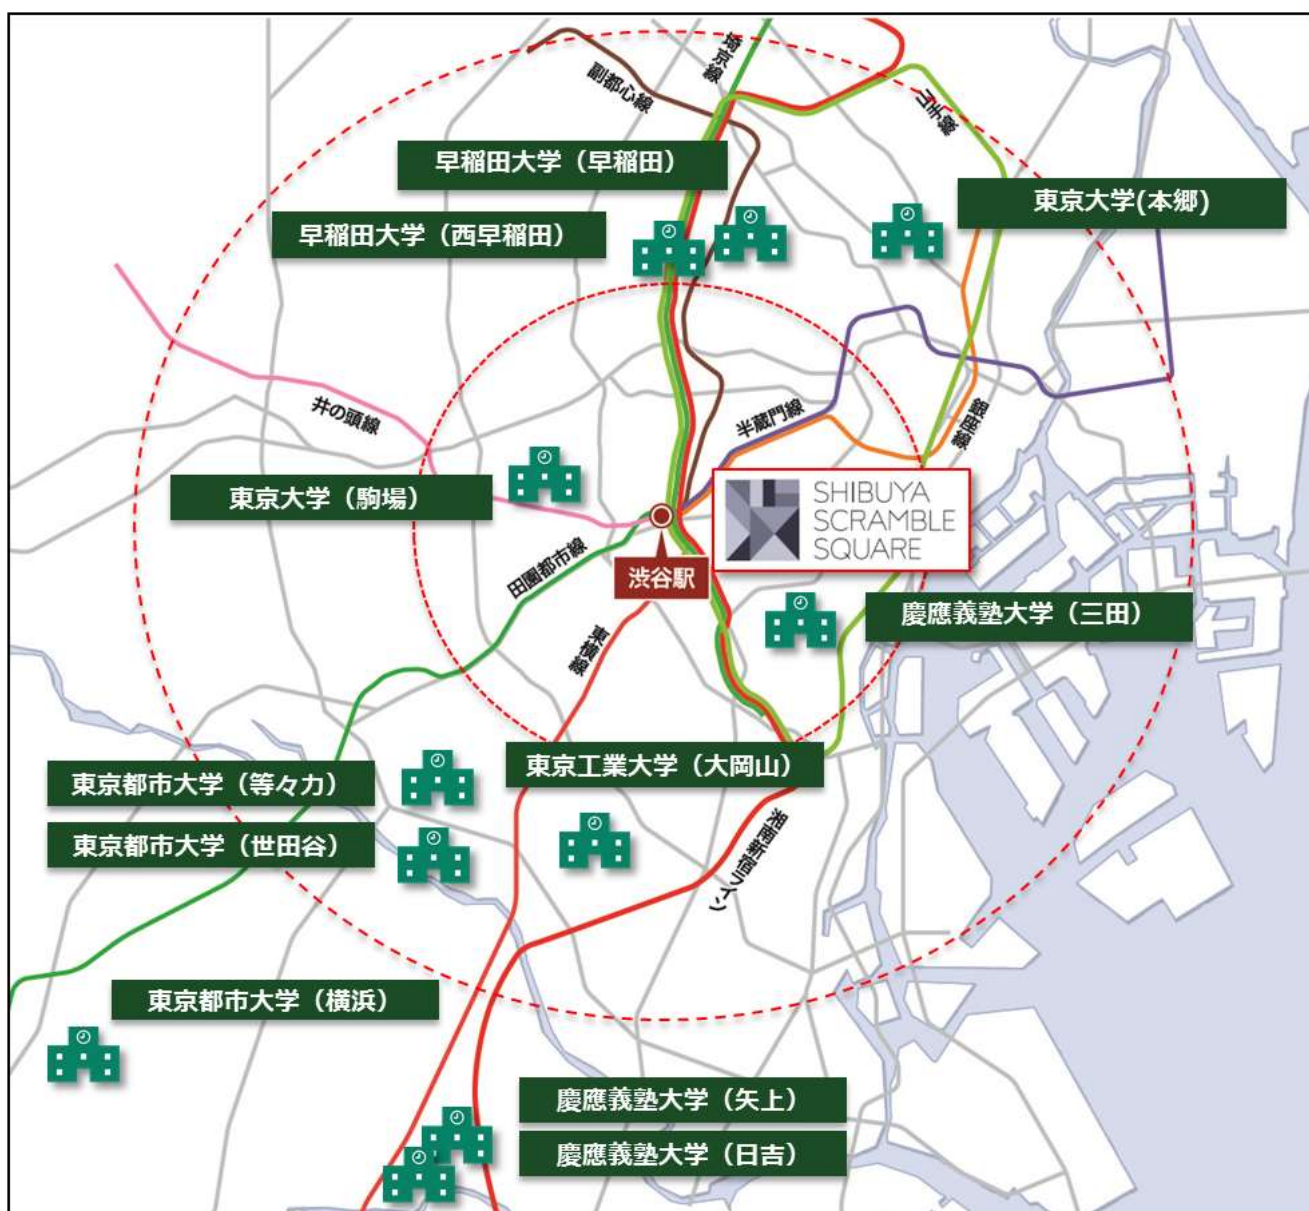 埼京線
副都心線
山手線
早稲田大学（早稲田）
東京大学(本郷)
早稲田大学（西早稲田）
井の頭線
半蔵門線
銀座線
東京大学（駒場）
SHIBUYA
SCRAMBLE
SQUARE
田園都市線
渋谷駅
慶應義塾大学（三田）
東横線
東京工業大学（大岡山）
東京都市大学（等々力）
東京都市大学（世田谷）
湘南新宿ライン
東京都市大学（横浜）
慶應義塾大学（矢上）
慶應義塾大学（日吉）